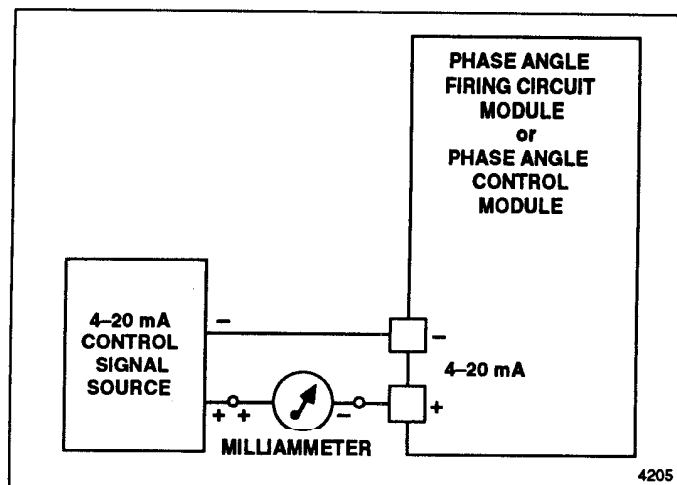 PHASE ANGLE
FIRING CIRCUIT
MODULE
or
PHASE ANGLE
CONTROL
MODULE
4–20 mA
CONTROL
SIGNAL
SOURCE
–
–
4–20 mA
+ +
–
+
MILLIAMMETER
4205